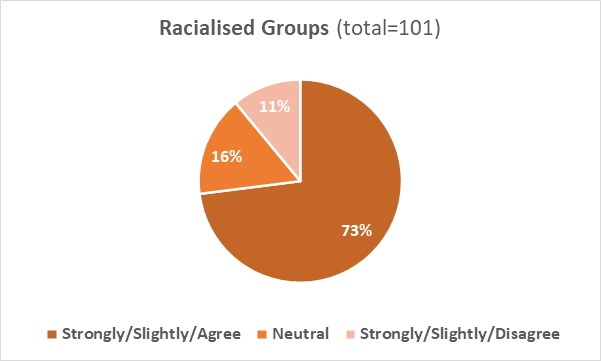 Racialised Groups (total=101)
11%
16%
73%
Strongly/Slightly/Agree Neutral Strongly/Slightly/Disagree